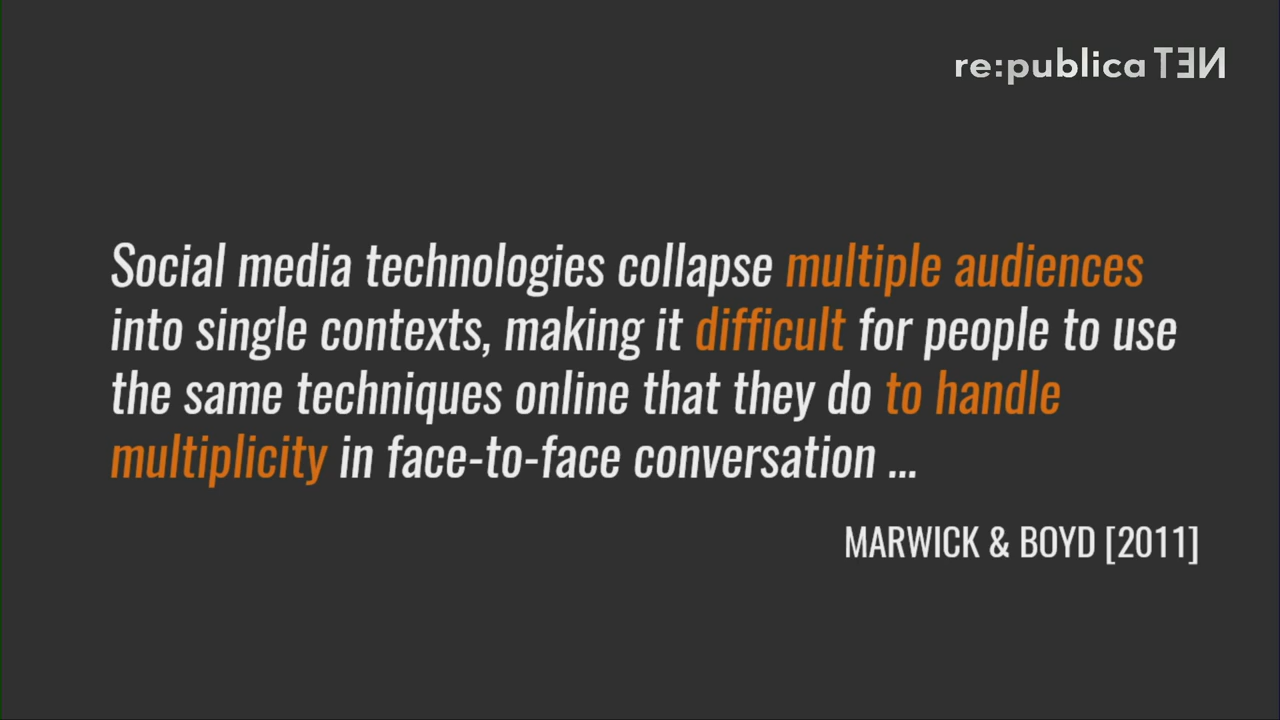 re:publica TEN
Social media technologies collapse multiple audiences
into single contexts, making it difficult for people to use
the same techniques online that they do to handle
multiplicity in face-to-face conversation ...
MARWICK & BOYD [2011]